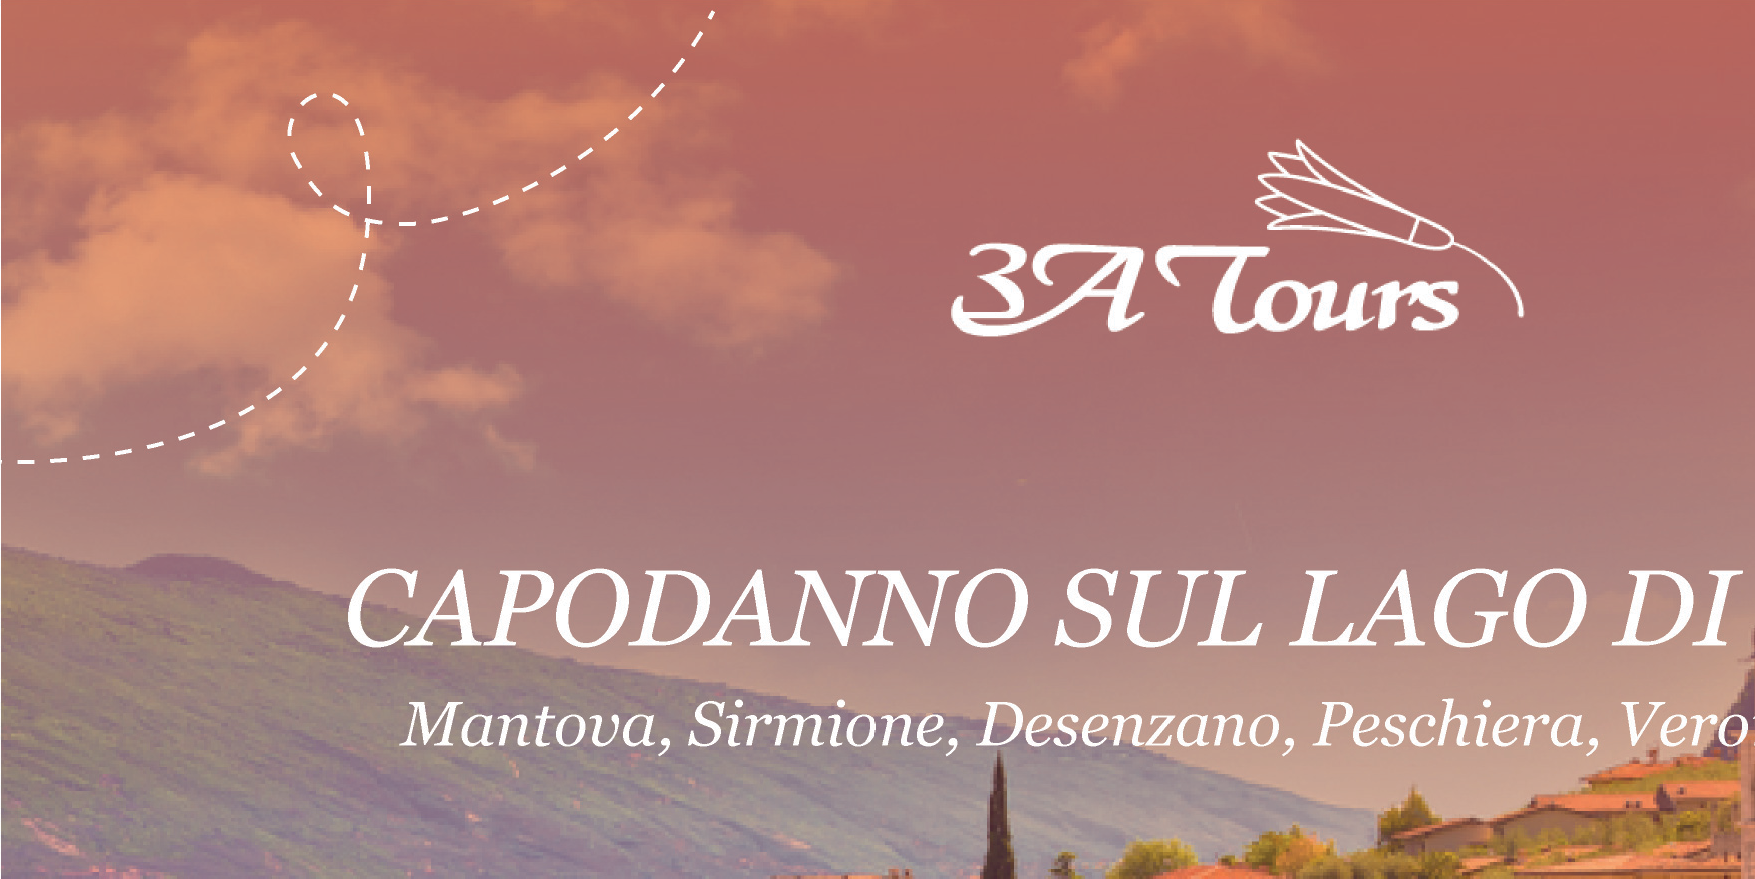 3A Tours
CAPODANNO SUL LAGO DI
Mantova, Sirmione, Desenzano, Peschiera,